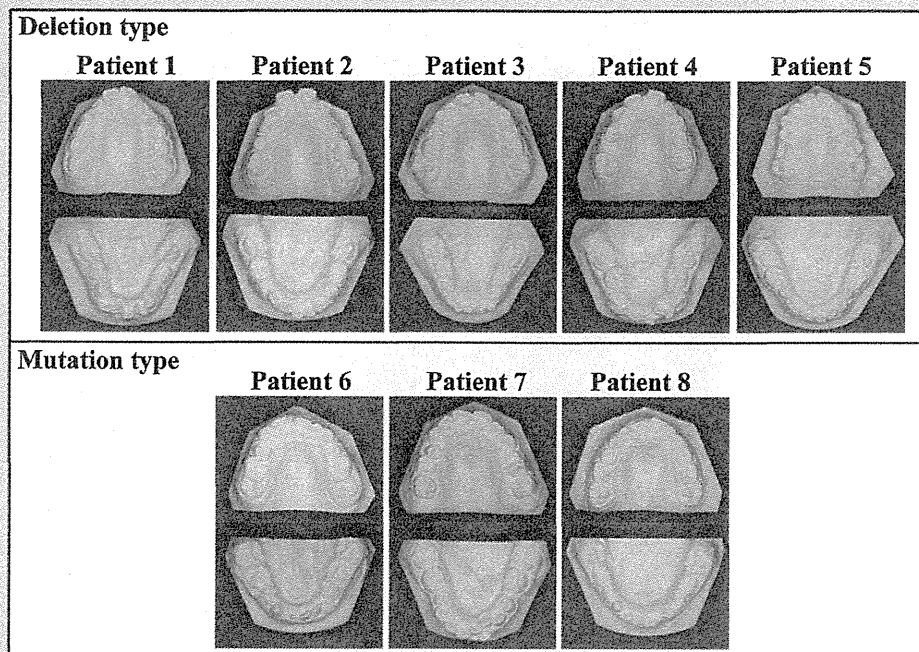 Deletion type
Patient 1 Patient 2 Patient 3 Patient 4 Patient 5
Mutation type
Patient 6 Patient 7 Patient 8